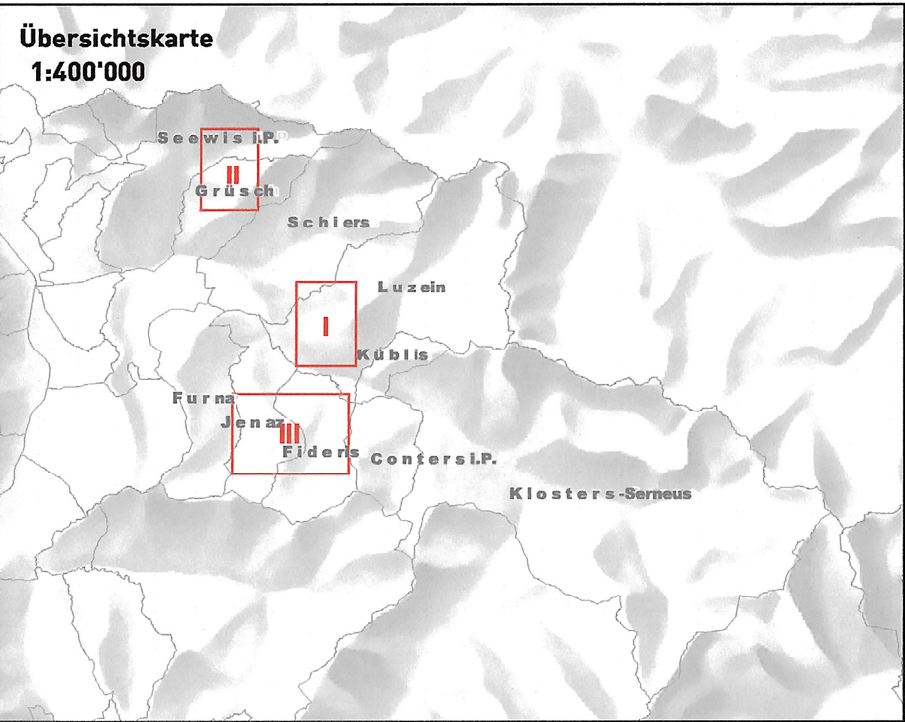 Übersichtskarte
1:400'000
Seewis i.P.
II
Grüsch
Schiers
Luzein
I
Küblis
Furna
Jenaz
III
Fideris
Conters i.P.
Klosters-Serneus